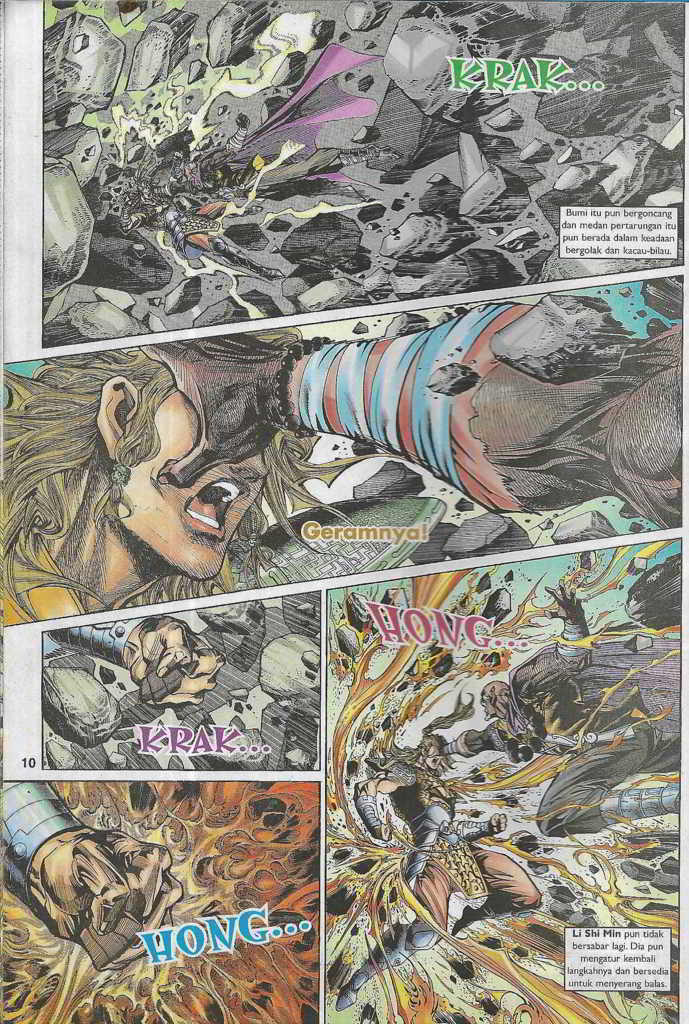 KRAK...
Bumi itu pun bergoncang
dan medan pertarungan itu
pun berada dalam keadaan
bergolak dan kacau-bilau.
Geramnya!
KRAK...
10
HONG...
HONG...
Li Shi Min pun tidak
bersabar lagi. Dia pun
mengatur kembali
langkahnya dan bersedia
untuk menyerang balas.